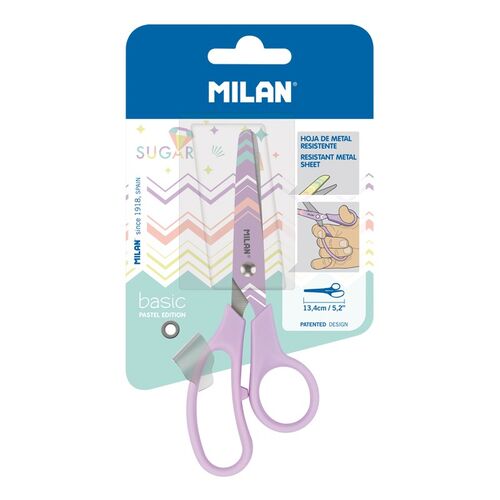 MILAN®
SUGAR
HOJA DE METAL
RESISTENTE
RESISTANT METAL
SHEET
MILAN since 1918, SPAIN
MILAN
basic
PASTEL EDITION
13,4cm / 5,2"
PATENTED DESIGN